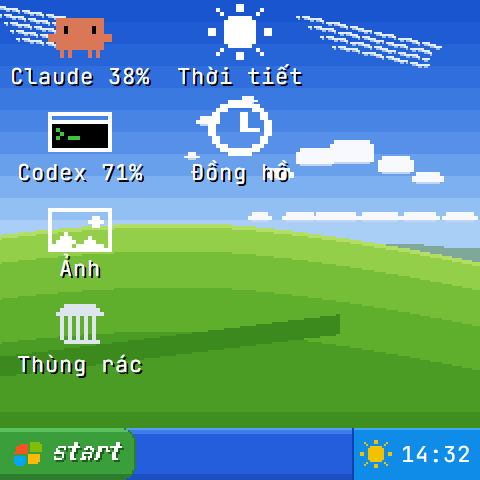 Claude 38%
Thời tiết
Codex 71%
Đồng hồ
Ảnh
Thùng rác
start
14:32